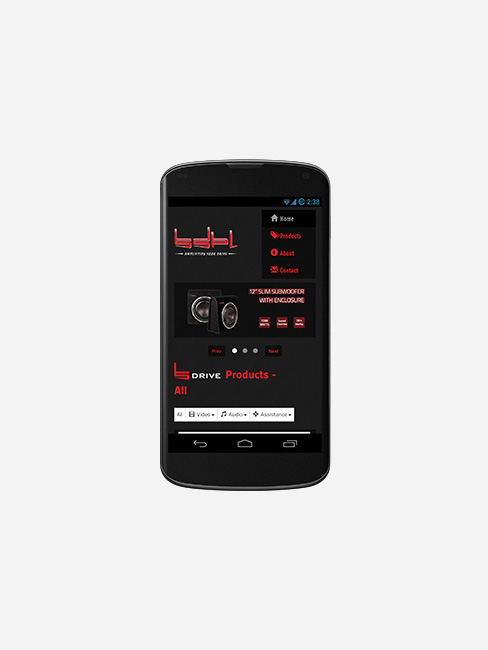 2:38
Home
Products
About
Contact
AMPLIFYING YOUR DRIVE
12" SLIM SUBWOOFER
WITH ENCLOSURE
Prev
Next
DRIVE Products -
All
All Video Audio Assistance